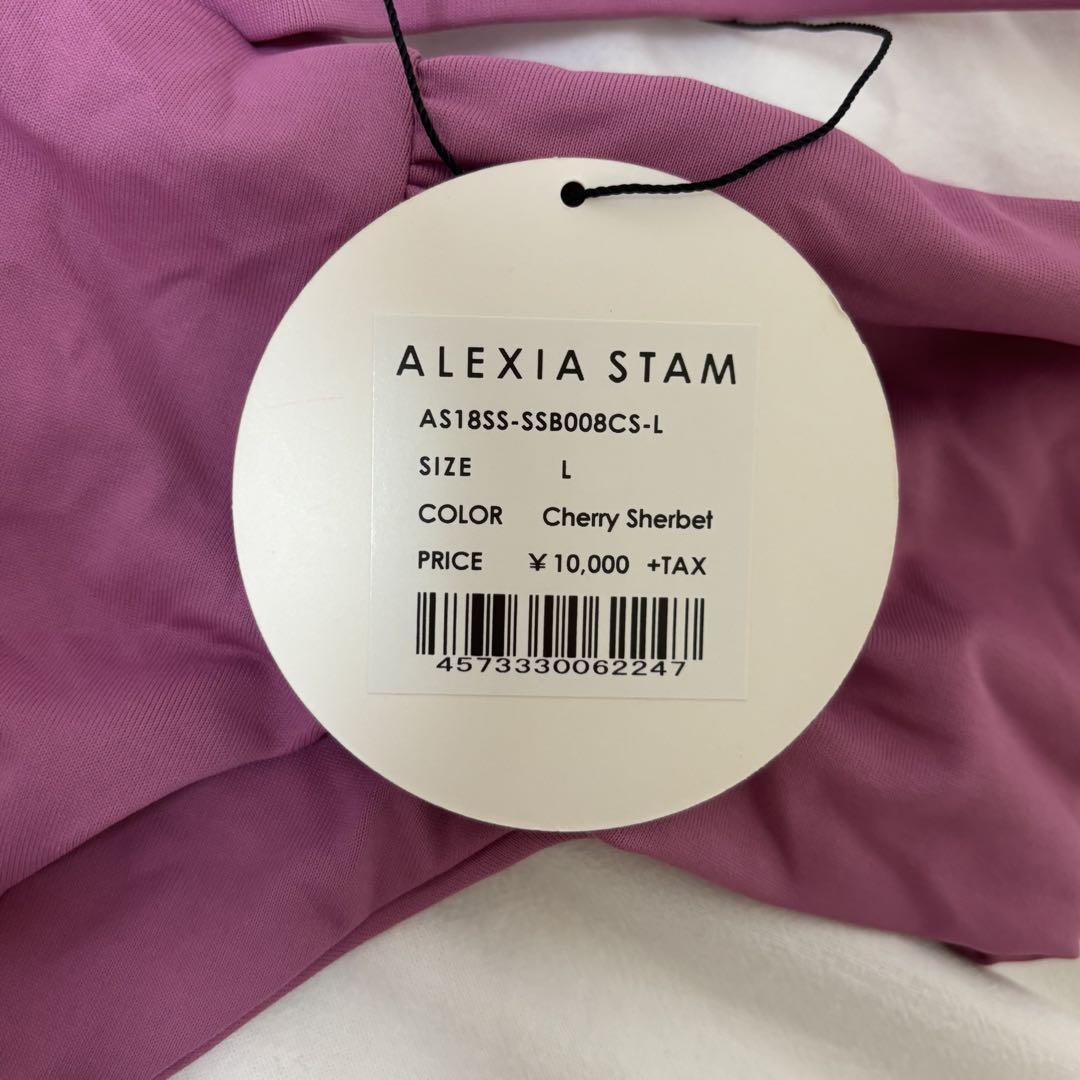 ALEXIA STAM
AS18SS-SSB008CS-L
SIZE L
COLOR Cherry Sherbet
PRICE ¥10,000 +TAX
4573330062247